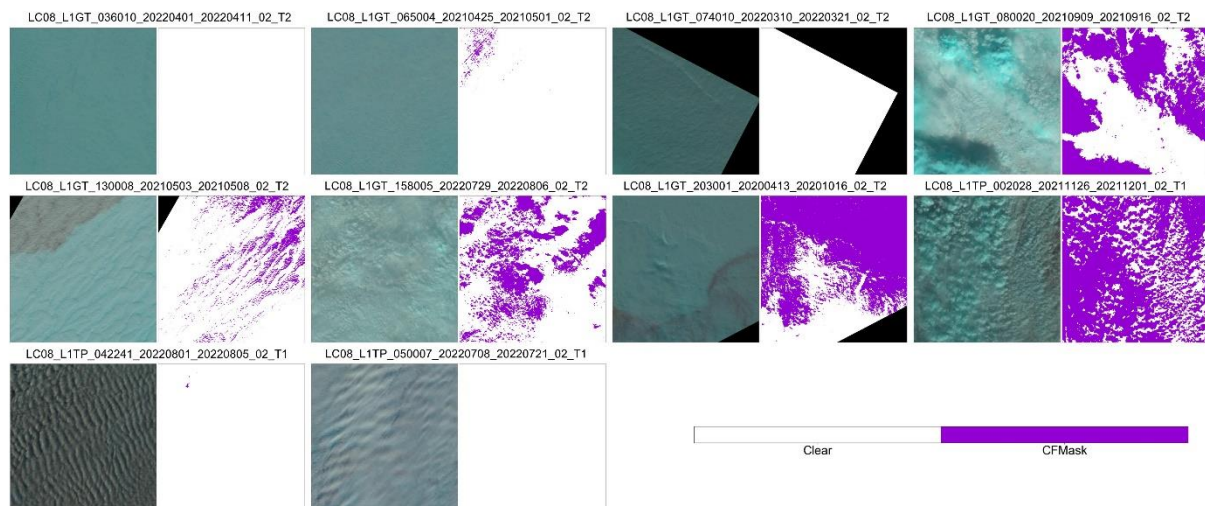 LC08_L1GT_036010_20220401_20220411_02_T2
LC08_L1GT_065004_20210425_20210501_02_T2
LC08_L1GT_074010_20220310_20220321_02_T2
LC08_L1GT_080020_20210909_20210916_02_T2
LC08_L1GT_130008_20210503_20210508_02_T2
LC08_L1GT_158005_20220729_20220806_02_T2
LC08_L1GT_203001_20200413_20201016_02_T2
LC08_L1TP_002028_20211126_20211201_02_T1
LC08_L1TP_042241_20220801_20220805_02_T1
LC08_L1TP_050007_20220708_20220721_02_T1
Clear
CFMask